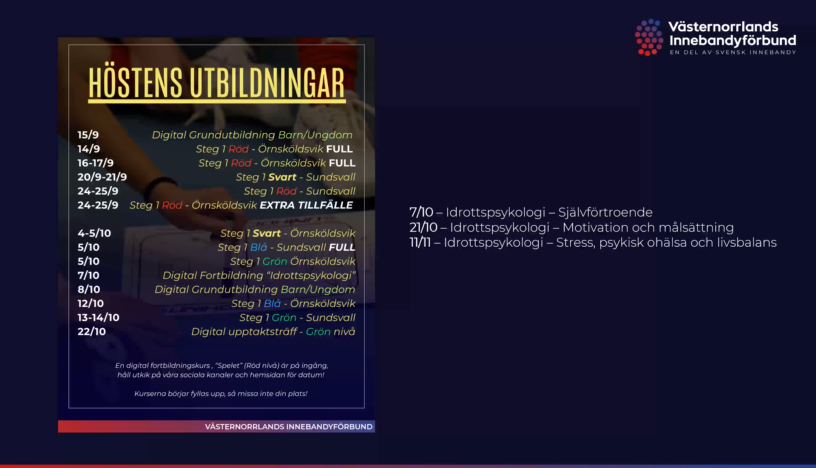 Västernorrlands
Innebandyförbund
EN DEL AV SVENSK INNEBANDY
HÖSTENS UTBILDNINGAR
15/9 Digital Grundutbildning Barn/Ungdom
14/9 Steg 1 Röd - Örnsköldsvik FULL
16-17/9 Steg 1 Röd - Örnsköldsvik FULL
20/9-21/9 Steg 1 Svart - Sundsvall
24-25/9 Steg 1 Röd - Sundsvall
24-25/9 Steg 1 Röd - Örnsköldsvik EXTRA TILLFÄLLE
4-5/10 Steg 1 Svart - Örnsköldsvik
5/10 Steg 1 Blå - Sundsvall FULL
5/10 Steg 1 Grön Örnsköldsvik
7/10 Digital Fortbildning "Idrottspsykologi"
8/10 Digital Grundutbildning Barn/Ungdom
12/10 Steg 1 Blå - Örnsköldsvik
13-14/10 Steg 1 Grön - Sundsvall
22/10 Digital upptaktsträff - Grön nivå
En digital fortbildningskurs , "Spelet" (Röd nivå) är på ingång,
håll utkik på våra sociala kanaler och hemsidan för datum!
Kurserna börjar fyllas upp, så missa inte din plats!
VÄSTERNORRLANDS INNEBANDYFÖRBUND
7/10 – Idrottspsykologi – Självförtroende
21/10 – Idrottspsykologi – Motivation och målsättning
11/11 – Idrottspsykologi – Stress, psykisk ohälsa och livsbalans